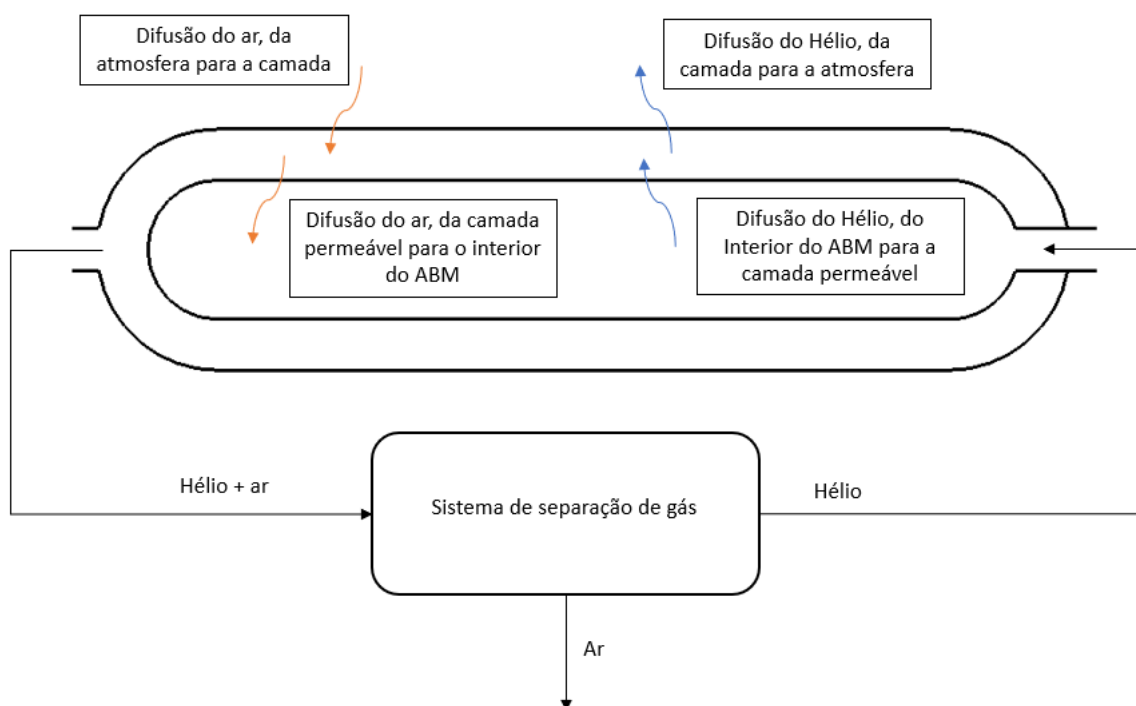 Difusão do ar, da
atmosfera para a camada
Difusão do Hélio, da
camada para a atmosfera
Difusão do ar, da camada
permeável para o interior
do ABM
Difusão do Hélio, do
Interior do ABM para a
camada permeável
Hélio + ar
Sistema de separação de gás
Hélio
Ar